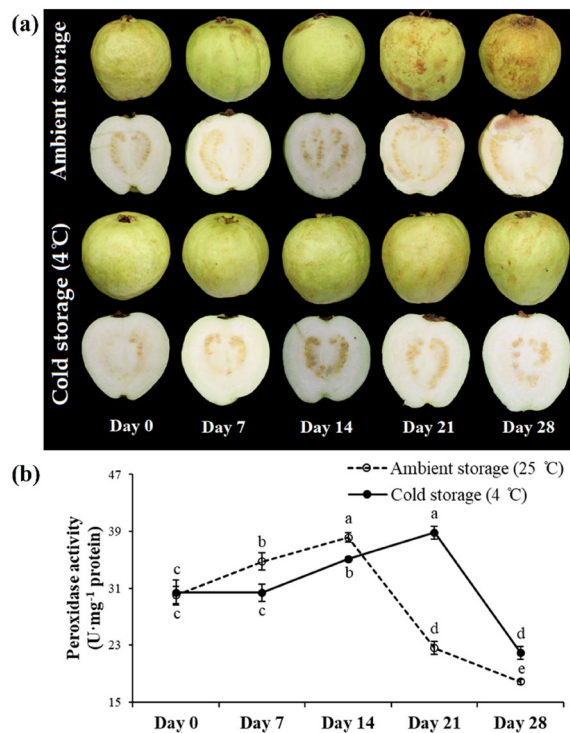 (a)
Ambient storage
Cold storage (4℃)
Day 0 Day 7 Day 14 Day 21 Day 28
(b)
Ambient storage (25 ℃)
Cold storage (4 ℃)
Peroxidase activity
(U·mg⁻¹ protein)
47
39
31
23
15
c b a a
c c b d d
e
Day 0 Day 7 Day 14 Day 21 Day 28